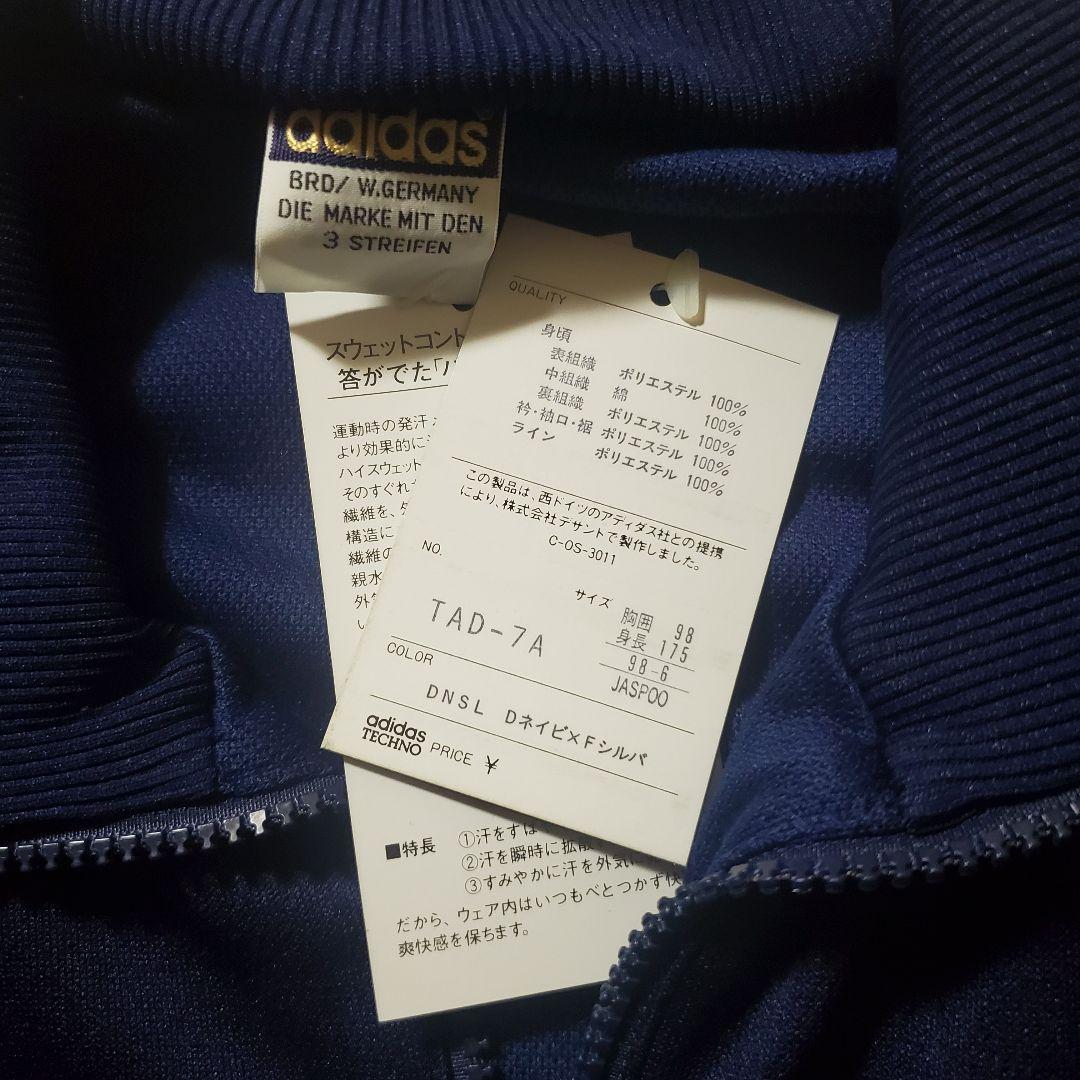 adidas
BRD/ W.GERMANY
DIE MARKE MIT DEN
3 STREIFEN
QUALITY
身頃
表組織 ポリエステル 100%
中組織 綿 100%
裏組織 ポリエステル 100%
衿・袖口・裾 ポリエステル 100%
ライン ポリエステル 100%
この製品は、西ドイツのアディダス社との提携
により、株式会社デサントで製作しました。
C-OS-3011
NO.
TAD-7A
サイズ
胸囲 98
身長 175
98-6
JASPOO
COLOR
DNSL Dネイビ×Fシルバ
adidas
TECHNO
PRICE ¥
スウェットコント
答がでた「
運動時の発汗
より効果的に
ハイスウェット
そのすぐれ
繊維を、
構造に
繊維の
親水
外気
い
■特長 ①汗をすば
②汗を瞬時に拡散
③すみやかに汗を外気に
だから、ウェア内はいつもべとつかず快
爽快感を保ちます。